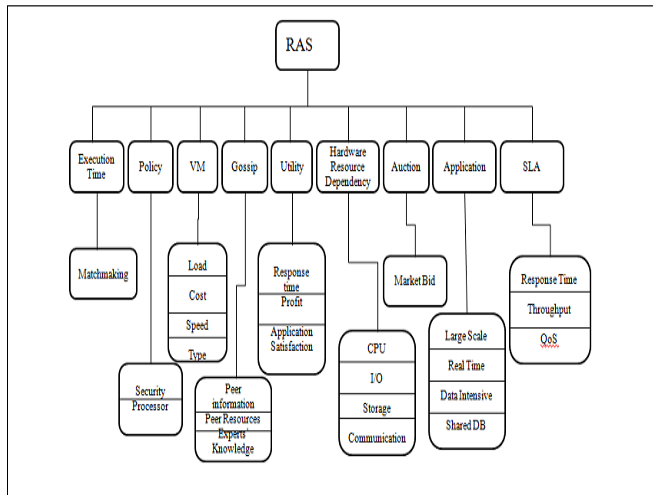 RAS
Execution
Time
Policy
VM
Gossip
Utility
Hardware
Resource
Dependency
Auction
Application
SLA
Matchmaking
Load
Cost
Speed
Type
Response
time
Profit
Application
Satisfaction
Market Bid
Response Time
Throughput
QoS
Security
Processor
Peer
information
Peer Resources
Experts'
Knowledge
CPU
I/O
Storage
Communication
Large Scale
Real Time
Data Intensive
Shared DB